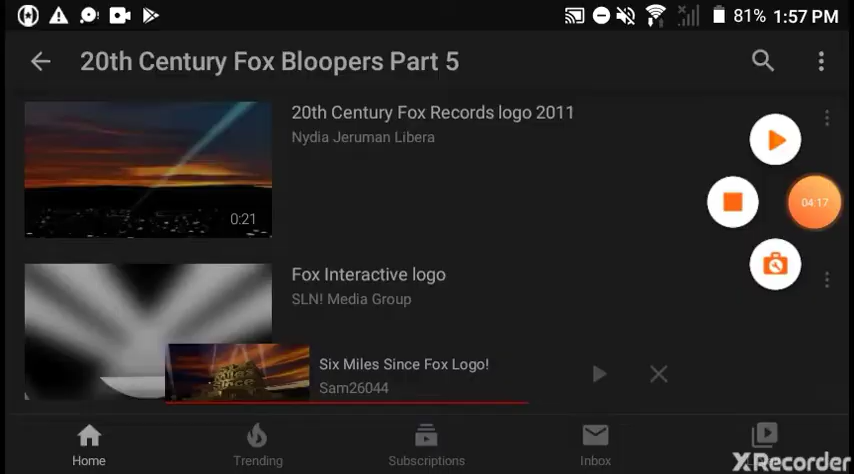 81% 1:57 PM
20th Century Fox Bloopers Part 5
20th Century Fox Records logo 2011
Nydia Jeruman Libera
0:21
04:17
Fox Interactive logo
SLN! Media Group
Six Miles Since Fox Logo!
Sam26044
Home
Trending
Subscriptions
Inbox
XRecorder